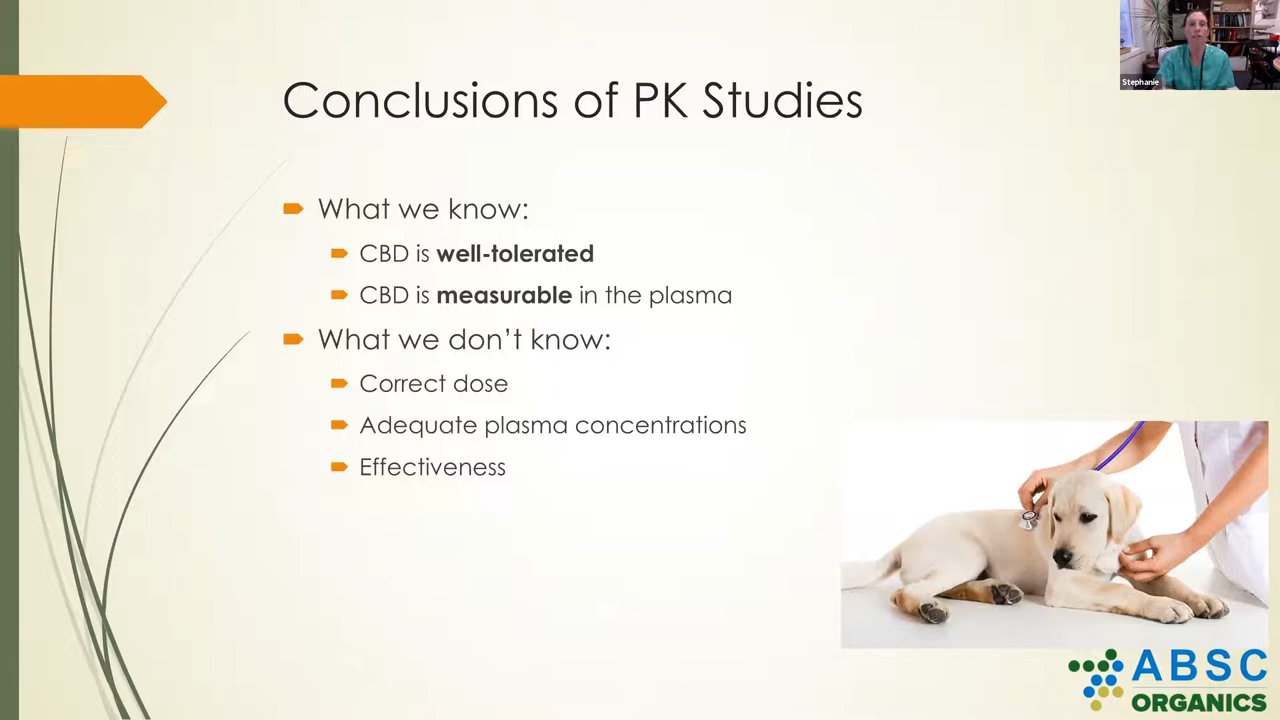 Stephanie
Conclusions of PK Studies
What we know:
CBD is well-tolerated
CBD is measurable in the plasma
What we don’t know:
Correct dose
Adequate plasma concentrations
Effectiveness
ABSC
ORGANICS